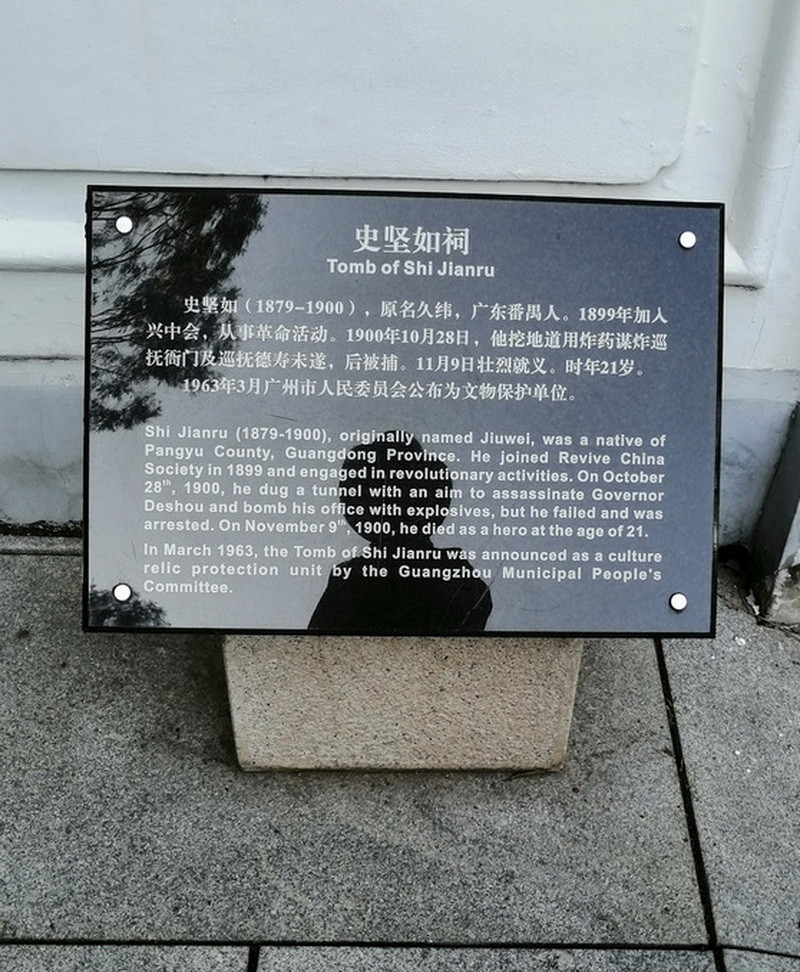 史坚如祠
Tomb of Shi Jianru
史坚如（1879-1900），原名久纬，广东番禺人。1899年加入
兴中会，从事革命活动。1900年10月28日，他挖地道用炸药谋炸巡
抚衙门及巡抚德寿未遂，后被捕。11月9日壮烈就义。时年21岁。
1963年3月广州市人民委员会公布为文物保护单位。
Shi Jianru (1879-1900), originally named Jiuwei, was a native of
Pangyu County, Guangdong Province. He joined Revive China
Society in 1899 and engaged in revolutionary activities. On October
28th, 1900, he dug a tunnel with an aim to assassinate Governor
Deshou and bomb his office with explosives, but he failed and was
arrested. On November 9th, 1900, he died as a hero at the age of 21.
In March 1963, the Tomb of Shi Jianru was announced as a culture
relic protection unit by the Guangzhou Municipal People's
Committee.